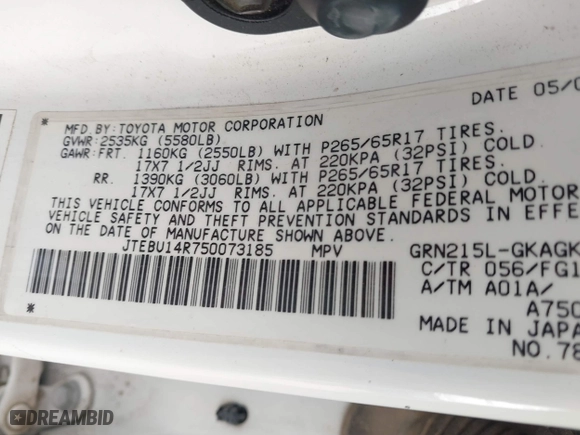 DATE 05/0
MFD.BY:TOYOTA MOTOR CORPORATION
GVWR:2535KG (5580LB)
GAWR:FRT. 1160KG (2550LB) WITH P265/65R17 TIRES.
17X7 1/2JJ RIMS. AT 220KPA (32PSI) COLD.
RR. 1390KG (3060LB) WITH P265/65R17 TIRES.
17X7 1/2JJ RIMS. AT 220KPA (32PSI) COLD.
THIS VEHICLE CONFORMS TO ALL APPLICABLE FEDERAL MOTOR
VEHICLE SAFETY AND THEFT PREVENTION STANDARDS IN EFFE
ON THE DATE OF MANUFACTURE SHOWN ABOVE.
JTEBU14R750073185 MPV GRN215L-GKAGK
C/TR 056/FG1
A/TM A01A/
A750
MADE IN JAPA
NO.78
DREAMBID